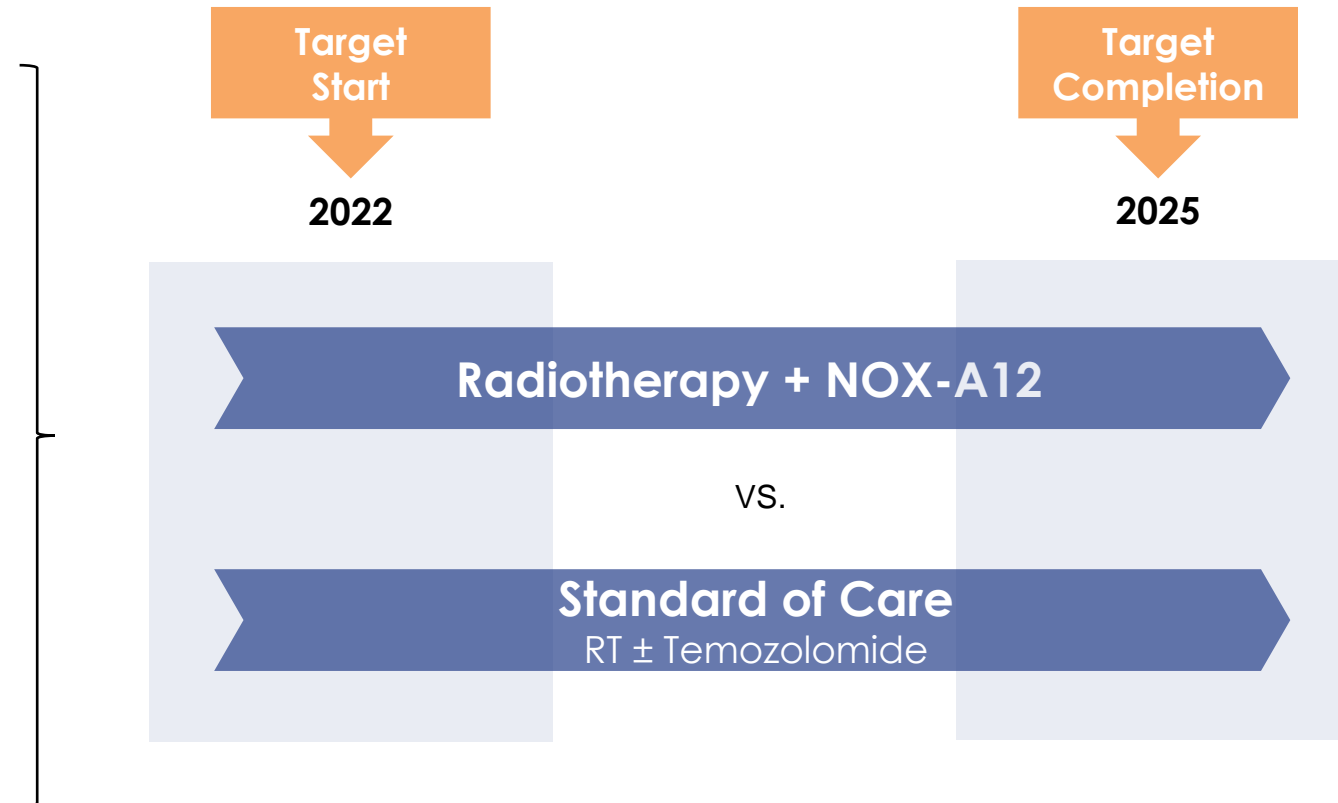 Target
Start
Target
Completion
2022
2025
Radiotherapy + NOX-A12
VS.
Standard of Care
RT ± Temozolomide